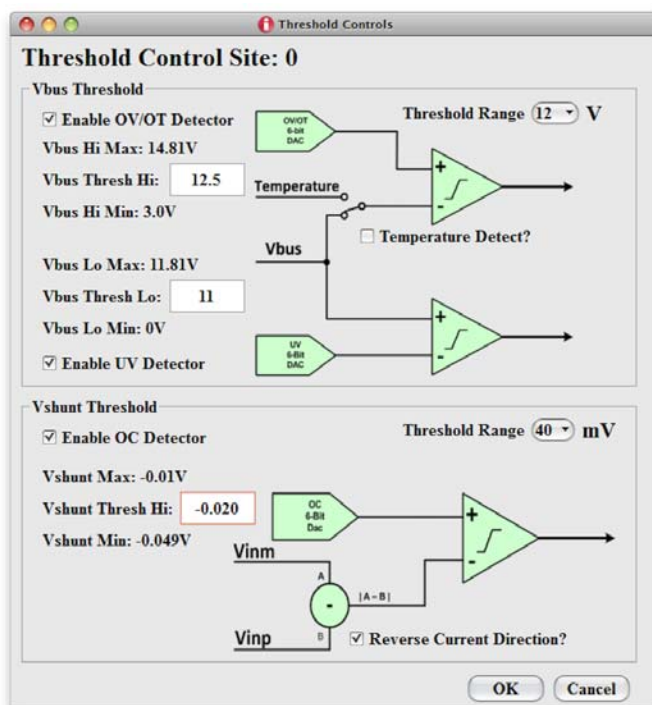 Threshold Controls
Threshold Control Site: 0
Vbus Threshold
Enable OV/OT Detector
Threshold Range 12 V
Vbus Hi Max: 14.81V
Vbus Thresh Hi: 12.5
Vbus Hi Min: 3.0V
OV/OT
6-bit
DAC
+
-
Temperature
Temperature Detect?
Vbus
Vbus Lo Max: 11.81V
Vbus Thresh Lo: 11
Vbus Lo Min: 0V
Enable UV Detector
UV
6-Bit
DAC
+
-
Vshunt Threshold
Enable OC Detector
Threshold Range 40 mV
Vshunt Max: -0.01V
Vshunt Thresh Hi: -0.020
Vshunt Min: -0.049V
OC
6-Bit
Dac
+
-
Vinm
A
-
|A-B|
B
Vinp
Reverse Current Direction?
OK
Cancel